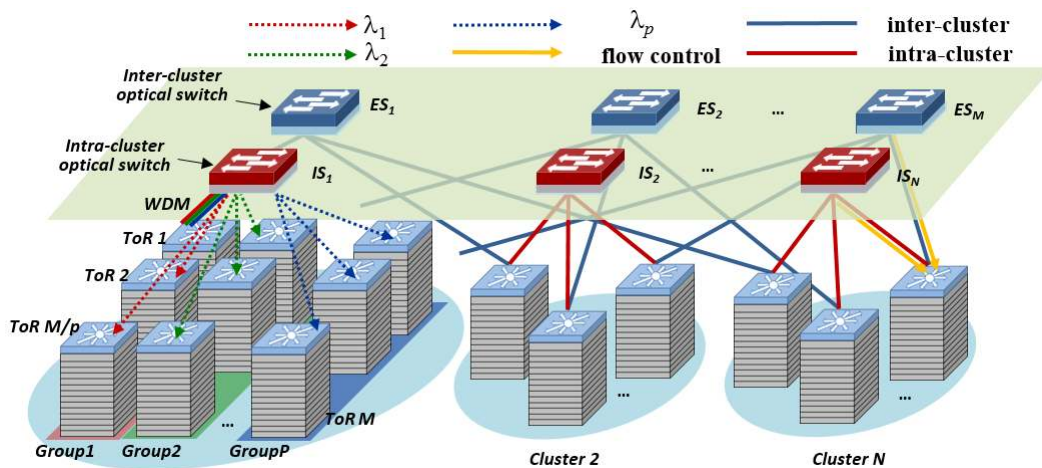 λ1 λp inter-cluster
λ2 flow control intra-cluster
Inter-cluster
optical switch
ES1 ES2 ... ESM
Intra-cluster
optical switch
IS1 IS2 ... ISN
WDM
ToR 1
ToR 2
ToR M/p
ToR M
... ... ...
Group1 Group2 GroupP
Cluster 2 Cluster N